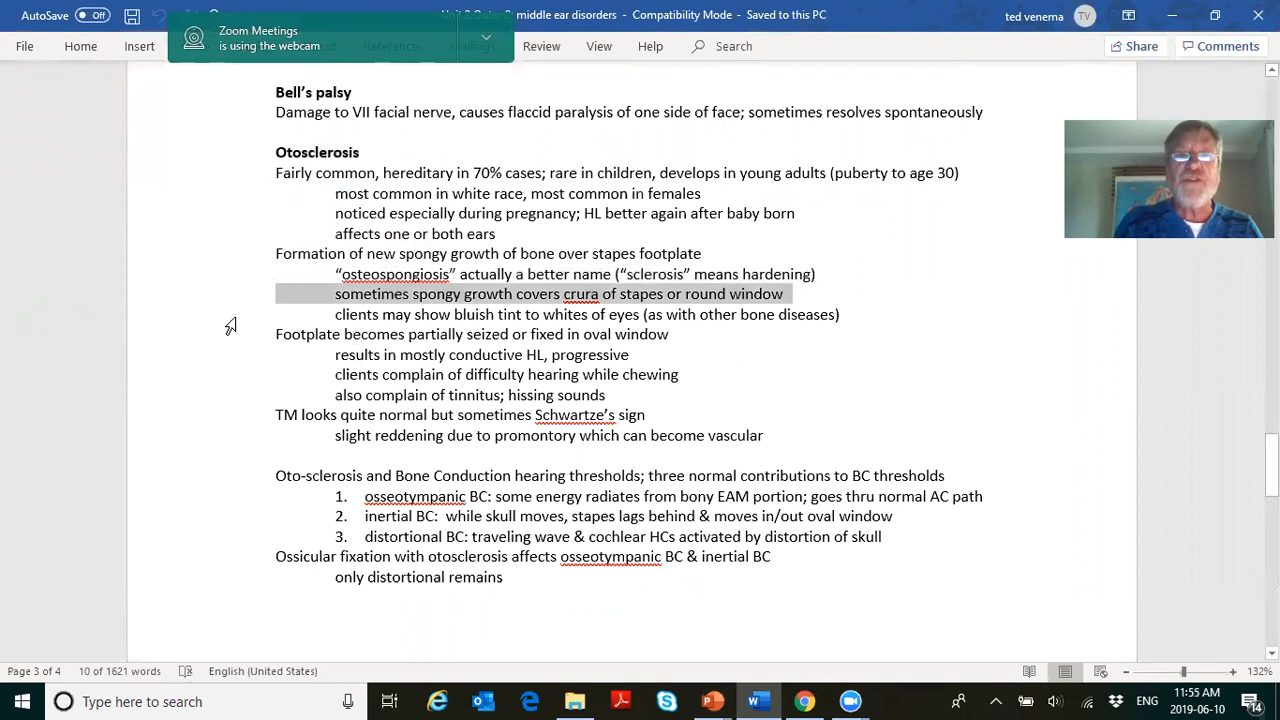 AutoSave Off Unit 2 Outer & middle ear disorders - Compatibility Mode - Saved to this PC ted venema TV
Zoom Meetings
is using the webcam
File Home Insert References Mailings Review View Help Search Share Comments
Bell's palsy
Damage to VII facial nerve, causes flaccid paralysis of one side of face; sometimes resolves spontaneously
Otosclerosis
Fairly common, hereditary in 70% cases; rare in children, develops in young adults (puberty to age 30)
most common in white race, most common in females
noticed especially during pregnancy; HL better again after baby born
affects one or both ears
Formation of new spongy growth of bone over stapes footplate
“osteospongiosis” actually a better name (“sclerosis” means hardening)
sometimes spongy growth covers crura of stapes or round window
clients may show bluish tint to whites of eyes (as with other bone diseases)
Footplate becomes partially seized or fixed in oval window
results in mostly conductive HL, progressive
clients complain of difficulty hearing while chewing
also complain of tinnitus; hissing sounds
TM looks quite normal but sometimes Schwartze's sign
slight reddening due to promontory which can become vascular
Oto-sclerosis and Bone Conduction hearing thresholds; three normal contributions to BC thresholds
1. osseotympanic BC: some energy radiates from bony EAM portion; goes thru normal AC path
2. inertial BC: while skull moves, stapes lags behind & moves in/out oval window
3. distortional BC: traveling wave & cochlear HCs activated by distortion of skull
Ossicular fixation with otosclerosis affects osseotympanic BC & inertial BC
only distortional remains
Page 3 of 4 10 of 1621 words English (United States) 132%
Type here to search ENG 11:55 AM
2019-06-10 14